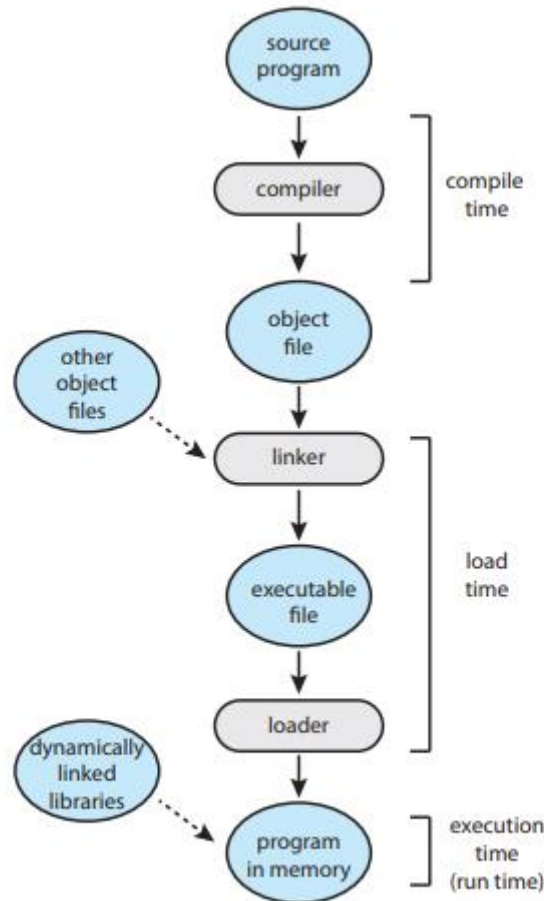 source
program
compiler
compile
time
object
file
other
object
files
linker
load
time
executable
file
loader
dynamically
linked
libraries
program
in memory
execution
time
(run time)